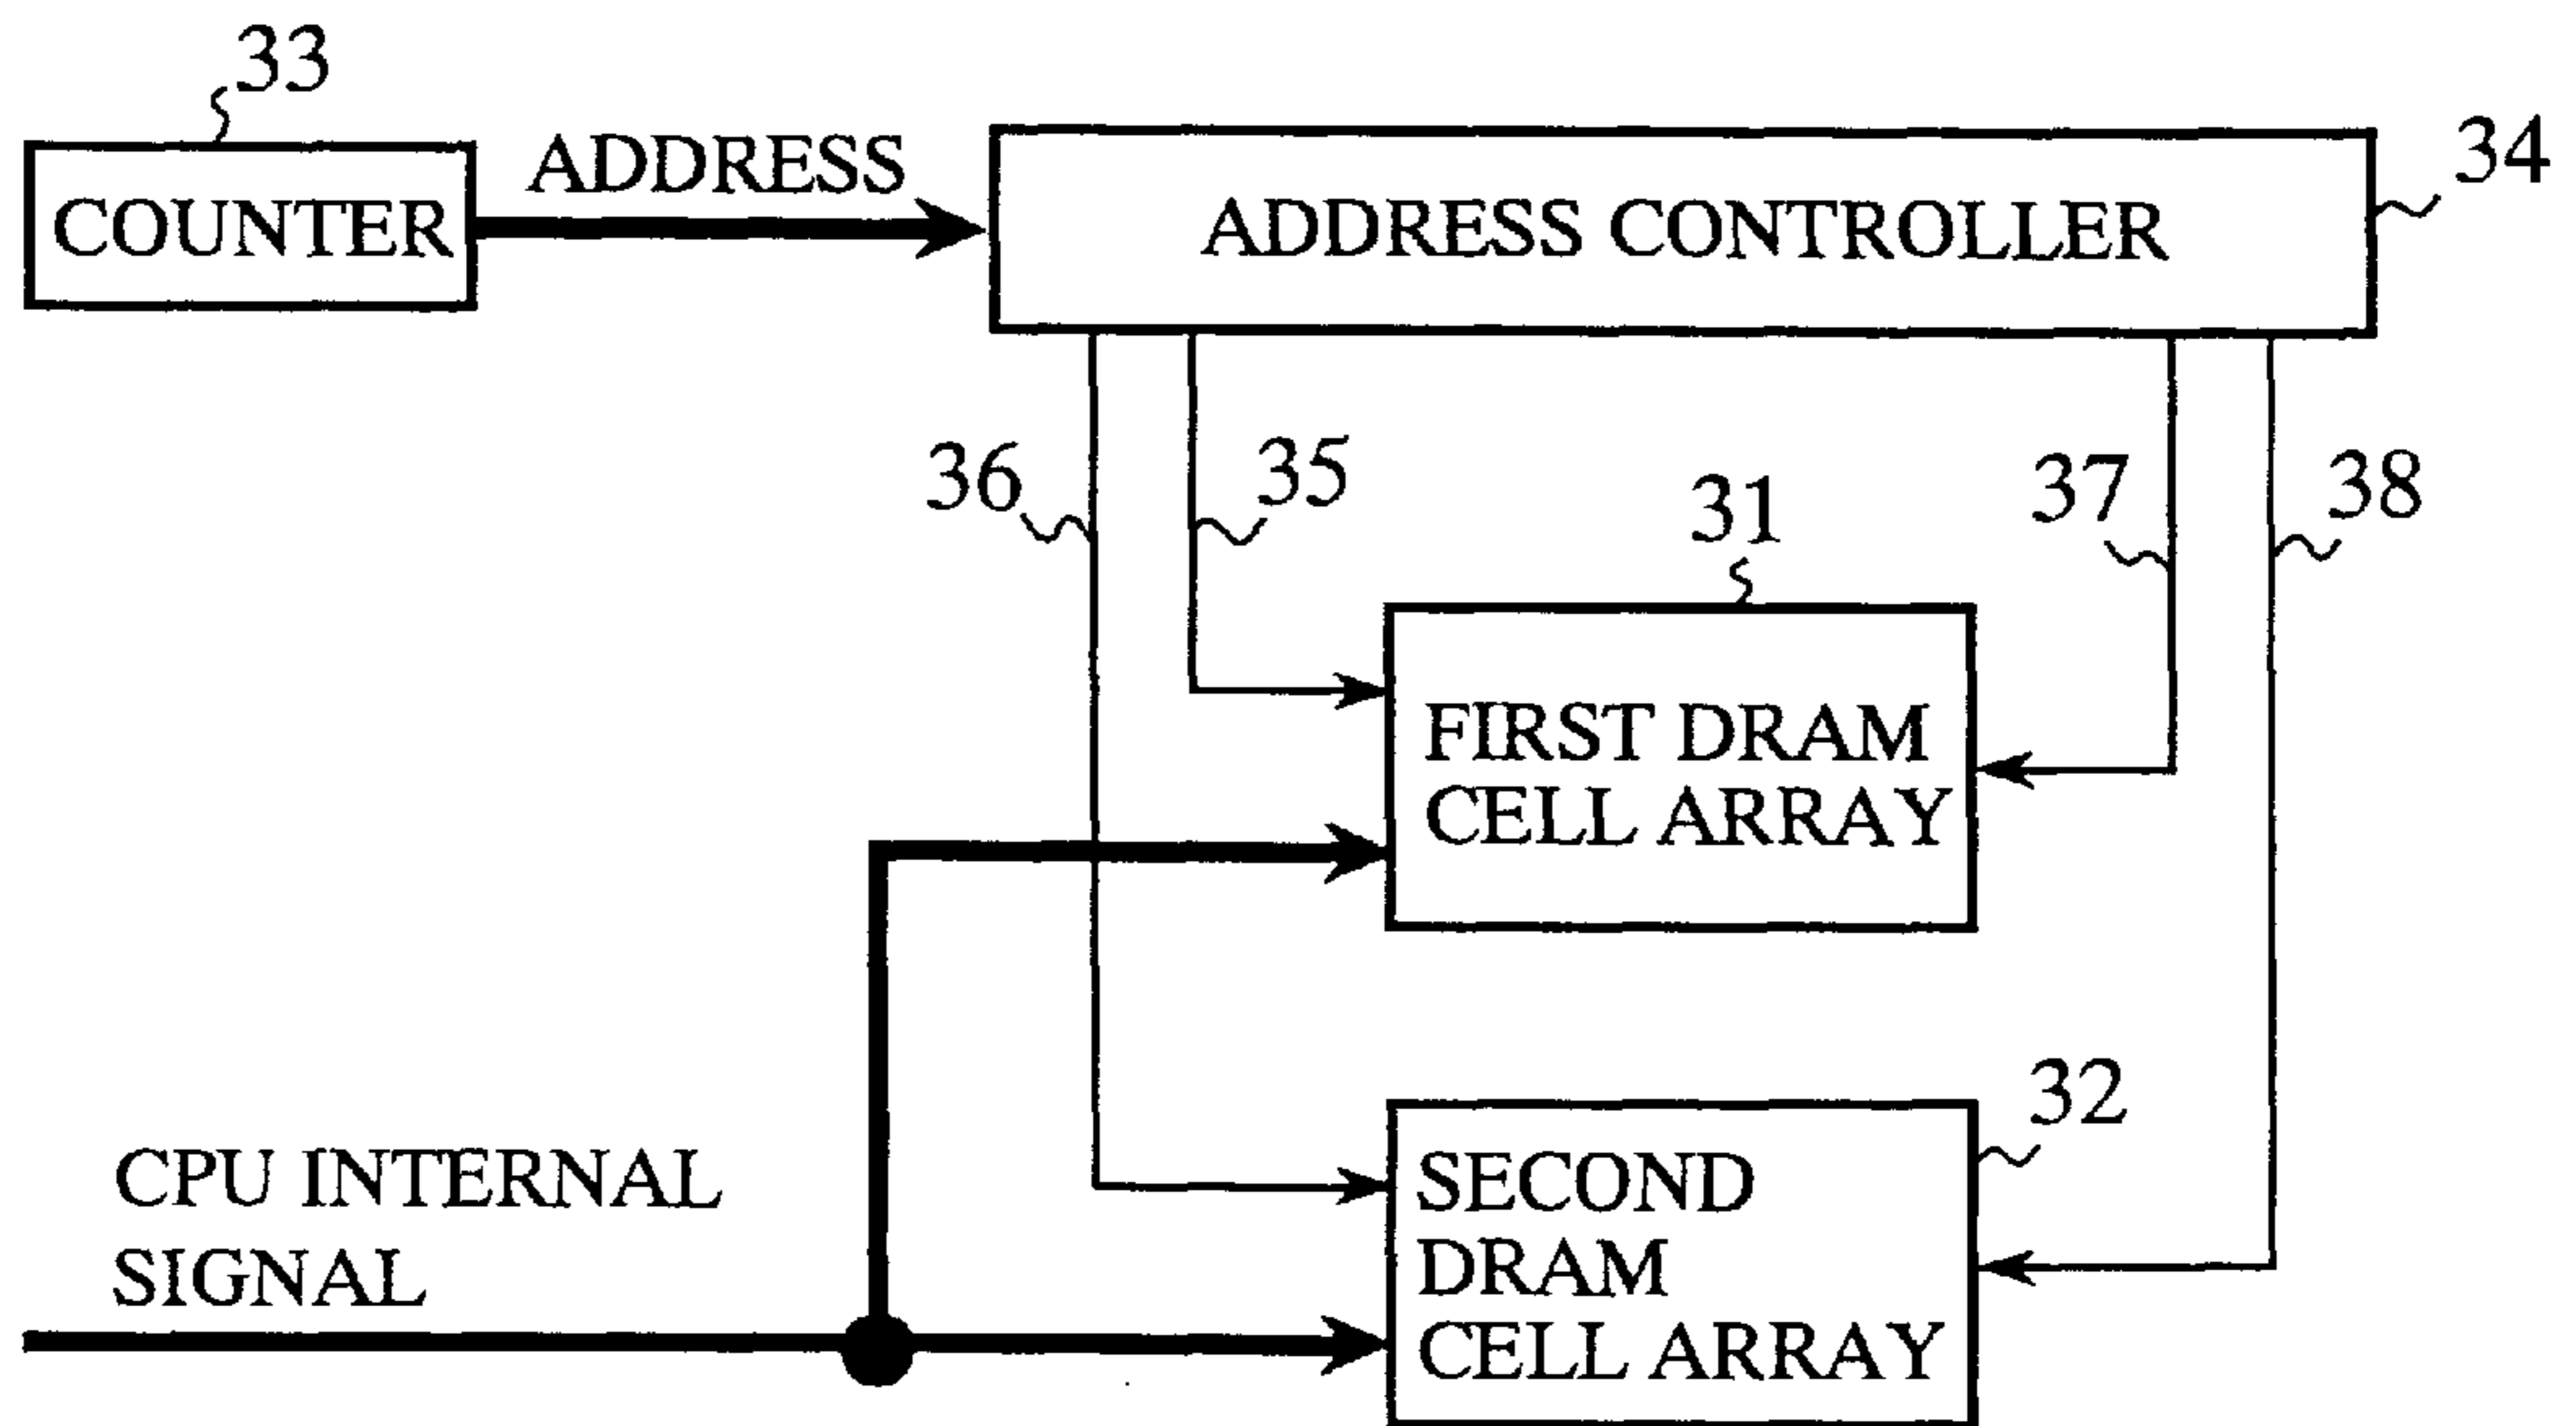 33
ADDRESS
34
COUNTER
ADDRESS CONTROLLER
36
35
31
37
38
FIRST DRAM
CELL ARRAY
32
CPU INTERNAL
SIGNAL
SECOND
DRAM
CELL ARRAY